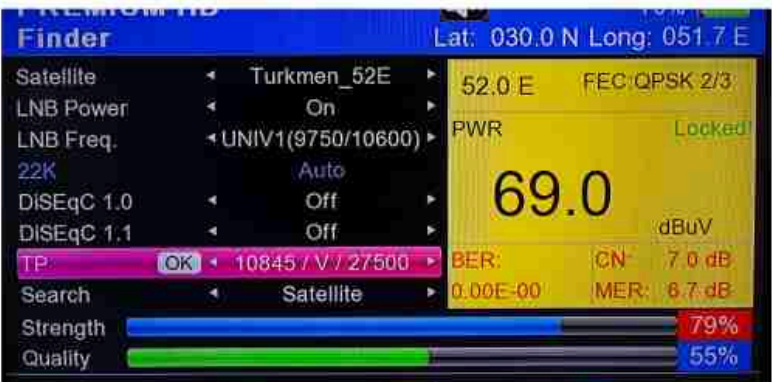 PREMIUM HD
Finder Lat: 030.0 N Long: 051.7 E
Satellite Turkmen_52E
LNB Power On
LNB Freq. UNIV1(9750/10600)
22K Auto
DiSEqC 1.0 Off
DiSEqC 1.1 Off
TP OK 10845 / V / 27500
Search Satellite
Strength 79%
Quality 55%
52.0 E FEC:QPSK 2/3
PWR Locked!
69.0
dBuV
BER: CN: 7.0 dB
0.00E-00 MER: 6.7 dB